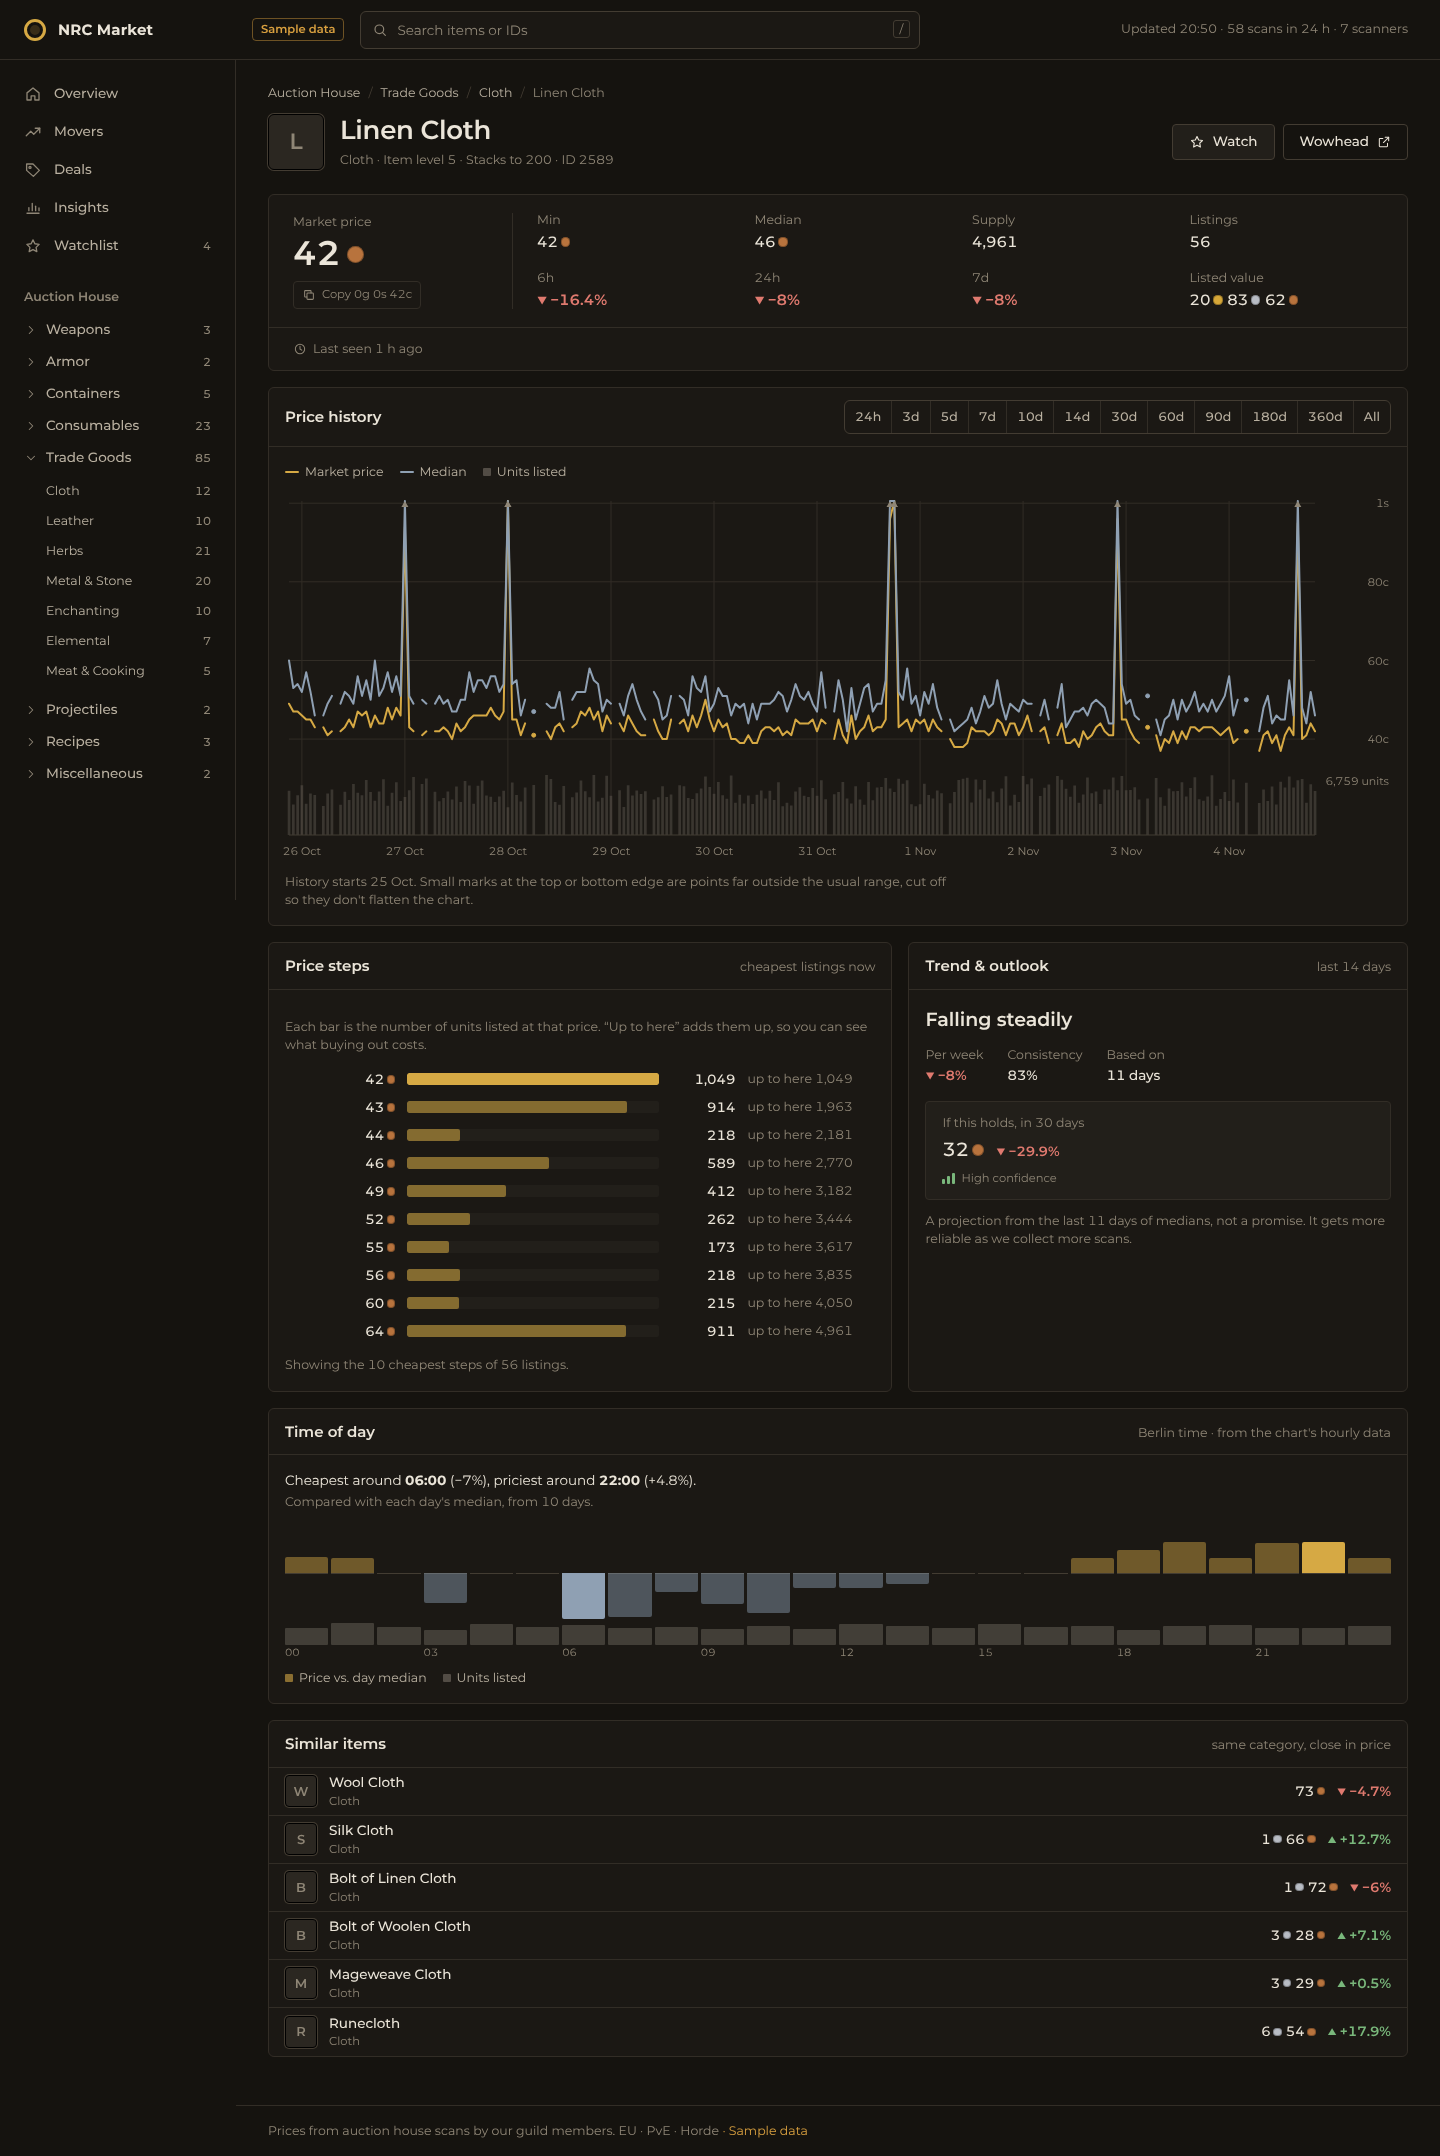 NRC Market
Sample data
Search items or IDs
/
Updated 20:50 · 58 scans in 24 h · 7 scanners
Overview
Movers
Deals
Insights
Watchlist 4
Auction House
Weapons 3
Armor 2
Containers 5
Consumables 23
Trade Goods 85
Cloth 12
Leather 10
Herbs 21
Metal & Stone 20
Enchanting 10
Elemental 7
Meat & Cooking 5
Projectiles 2
Recipes 3
Miscellaneous 2
Auction House / Trade Goods / Cloth / Linen Cloth
L
Linen Cloth
Cloth · Item level 5 · Stacks to 200 · ID 2589
Watch
Wowhead
Market price
42
Copy 0g 0s 42c
Min
42
Median
46
Supply
4,961
Listings
56
6h
▼ −16.4%
24h
▼ −8%
7d
▼ −8%
Listed value
20 83 62
Last seen 1 h ago
Price history
24h 3d 5d 7d 10d 14d 30d 60d 90d 180d 360d All
Market price Median Units listed
1s
80c
60c
40c
6,759 units
26 Oct 27 Oct 28 Oct 29 Oct 30 Oct 31 Oct 1 Nov 2 Nov 3 Nov 4 Nov
History starts 25 Oct. Small marks at the top or bottom edge are points far outside the usual range, cut off
so they don't flatten the chart.
Price steps
cheapest listings now
Each bar is the number of units listed at that price. “Up to here” adds them up, so you can see
what buying out costs.
42 1,049 up to here 1,049
43 914 up to here 1,963
44 218 up to here 2,181
46 589 up to here 2,770
49 412 up to here 3,182
52 262 up to here 3,444
55 173 up to here 3,617
56 218 up to here 3,835
60 215 up to here 4,050
64 911 up to here 4,961
Showing the 10 cheapest steps of 56 listings.
Trend & outlook
last 14 days
Falling steadily
Per week
▼ −8%
Consistency
83%
Based on
11 days
If this holds, in 30 days
32 ▼ −29.9%
High confidence
A projection from the last 11 days of medians, not a promise. It gets more
reliable as we collect more scans.
Time of day
Berlin time · from the chart's hourly data
Cheapest around 06:00 (−7%), priciest around 22:00 (+4.8%).
Compared with each day's median, from 10 days.
00 03 06 09 12 15 18 21
Price vs. day median Units listed
Similar items
same category, close in price
W
Wool Cloth
Cloth
73 ▼ −4.7%
S
Silk Cloth
Cloth
1 66 ▲ +12.7%
B
Bolt of Linen Cloth
Cloth
1 72 ▼ −6%
B
Bolt of Woolen Cloth
Cloth
3 28 ▲ +7.1%
M
Mageweave Cloth
Cloth
3 29 ▲ +0.5%
R
Runecloth
Cloth
6 54 ▲ +17.9%
Prices from auction house scans by our guild members. EU · PvE · Horde · Sample data